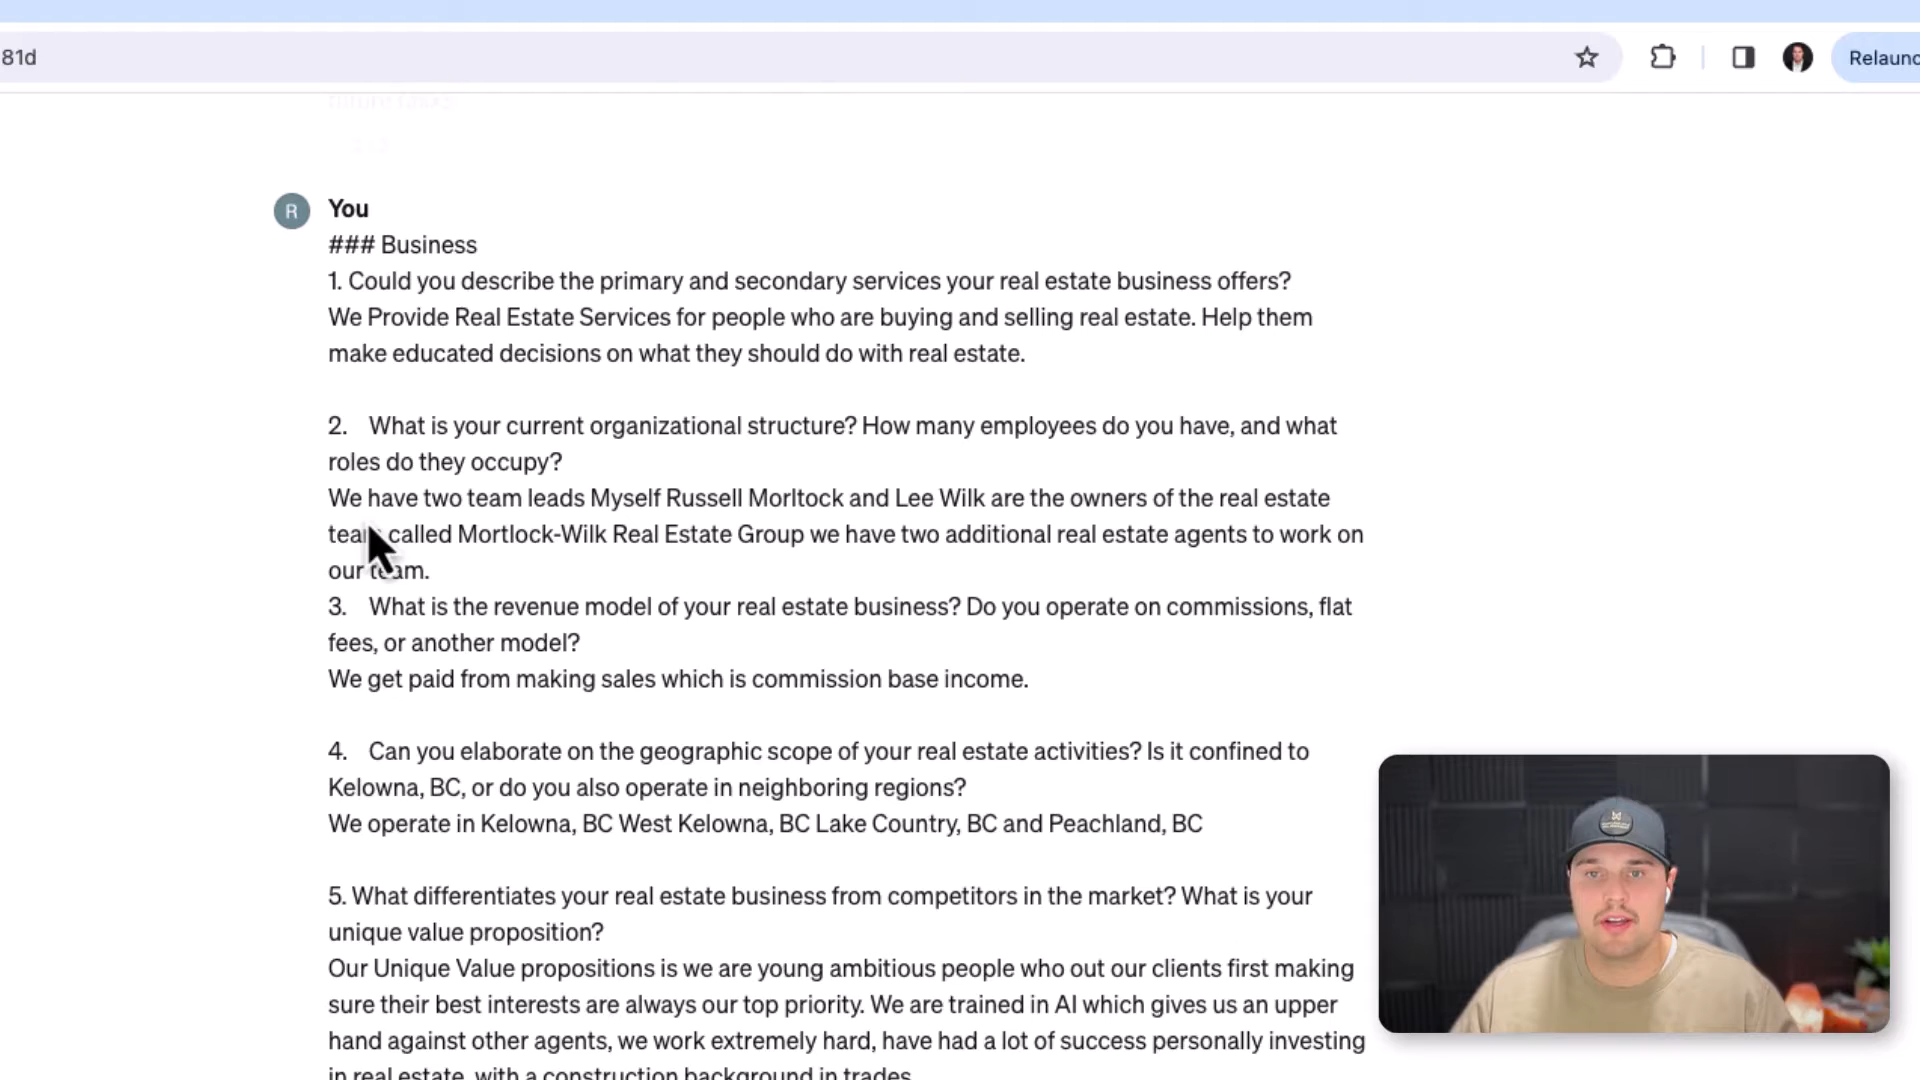 81d
Relaunc
R
You
### Business
1. Could you describe the primary and secondary services your real estate business offers?
We Provide Real Estate Services for people who are buying and selling real estate. Help them
make educated decisions on what they should do with real estate.
2. What is your current organizational structure? How many employees do you have, and what
roles do they occupy?
We have two team leads Myself Russell Morltock and Lee Wilk are the owners of the real estate
team called Mortlock-Wilk Real Estate Group we have two additional real estate agents to work on
our team.
3. What is the revenue model of your real estate business? Do you operate on commissions, flat
fees, or another model?
We get paid from making sales which is commission base income.
4. Can you elaborate on the geographic scope of your real estate activities? Is it confined to
Kelowna, BC, or do you also operate in neighboring regions?
We operate in Kelowna, BC West Kelowna, BC Lake Country, BC and Peachland, BC
5. What differentiates your real estate business from competitors in the market? What is your
unique value proposition?
Our Unique Value propositions is we are young ambitious people who out our clients first making
sure their best interests are always our top priority. We are trained in AI which gives us an upper
hand against other agents, we work extremely hard, have had a lot of success personally investing
in real estate, with a construction background in trades.